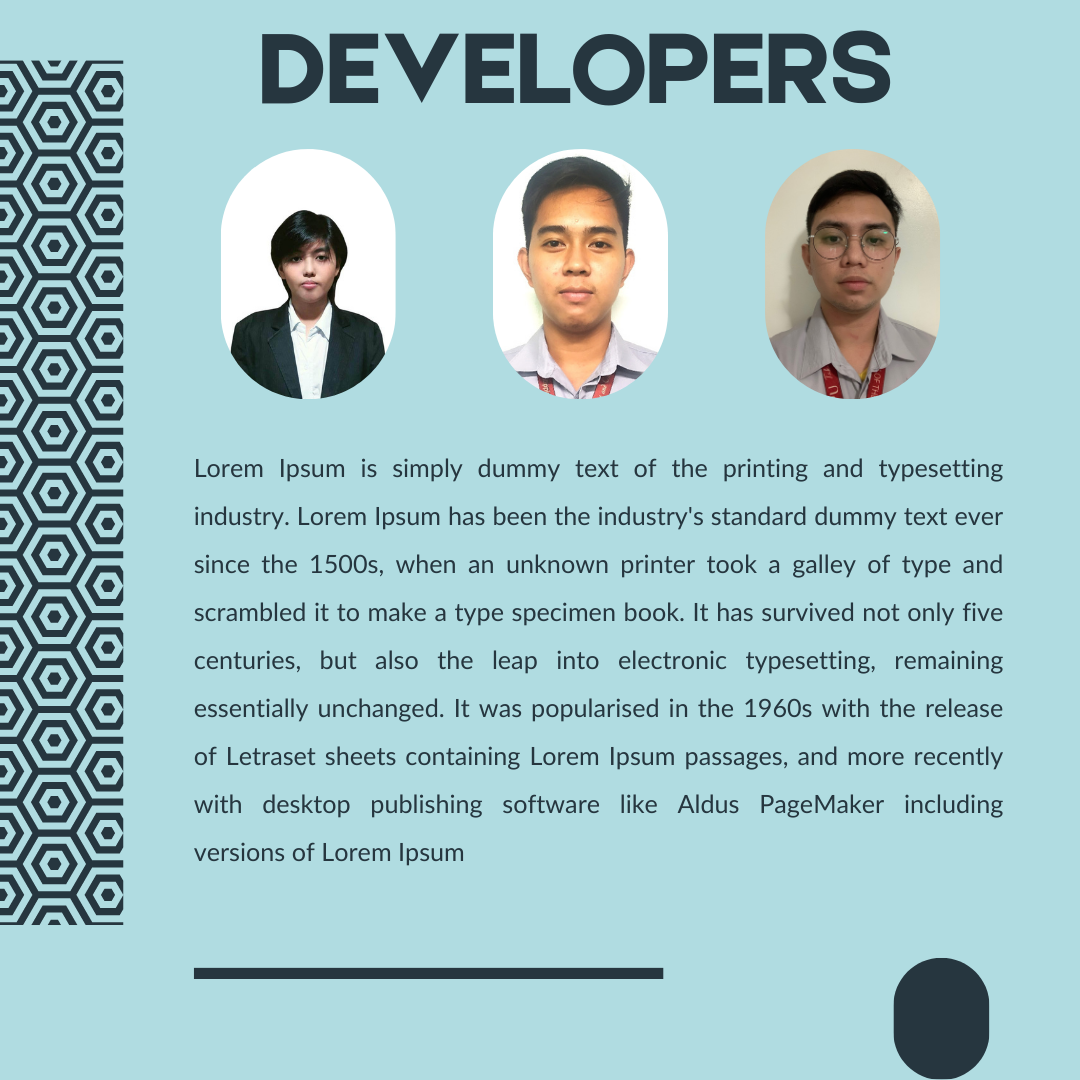 DEVELOPERS
Lorem Ipsum is simply dummy text of the printing and typesetting
industry. Lorem Ipsum has been the industry's standard dummy text ever
since the 1500s, when an unknown printer took a galley of type and
scrambled it to make a type specimen book. It has survived not only five
centuries, but also the leap into electronic typesetting, remaining
essentially unchanged. It was popularised in the 1960s with the release
of Letraset sheets containing Lorem Ipsum passages, and more recently
with desktop publishing software like Aldus PageMaker including
versions of Lorem Ipsum